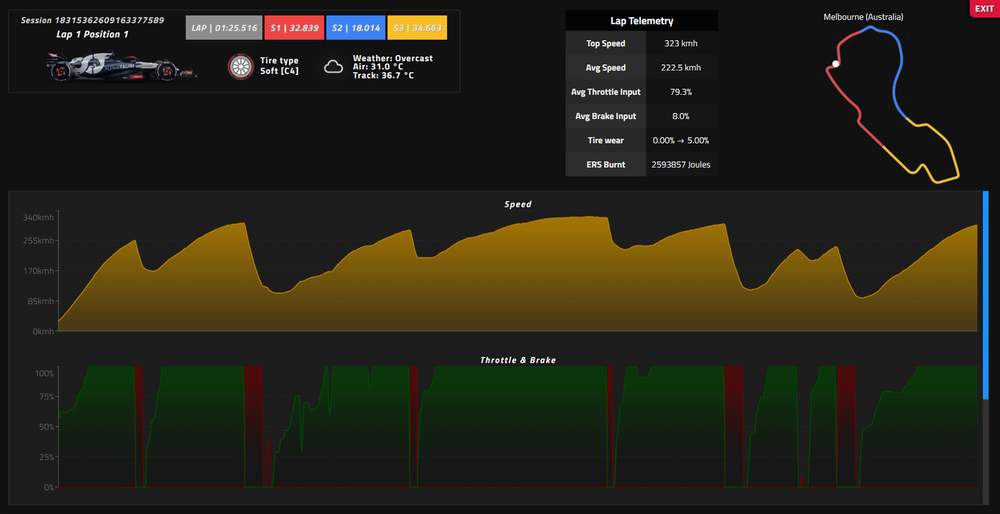 EXIT
Session 18315362609163377589
Lap 1 Position 1
LAP | 01:25.516
S1 | 32.839
S2 | 18.014
S3 | 34.663
ALPHATAURI
Tire type
Soft [C4]
Weather: Overcast
Air: 31.0 °C
Track: 36.7 °C
Lap Telemetry
Top Speed 323 kmh
Avg Speed 222.5 kmh
Avg Throttle Input 79.3%
Avg Brake Input 8.0%
Tire wear 0.00% → 5.00%
ERS Burnt 2593857 Joules
Melbourne (Australia)
Speed
340kmh
255kmh
170kmh
85kmh
0kmh
Throttle & Brake
100%
75%
50%
25%
0%